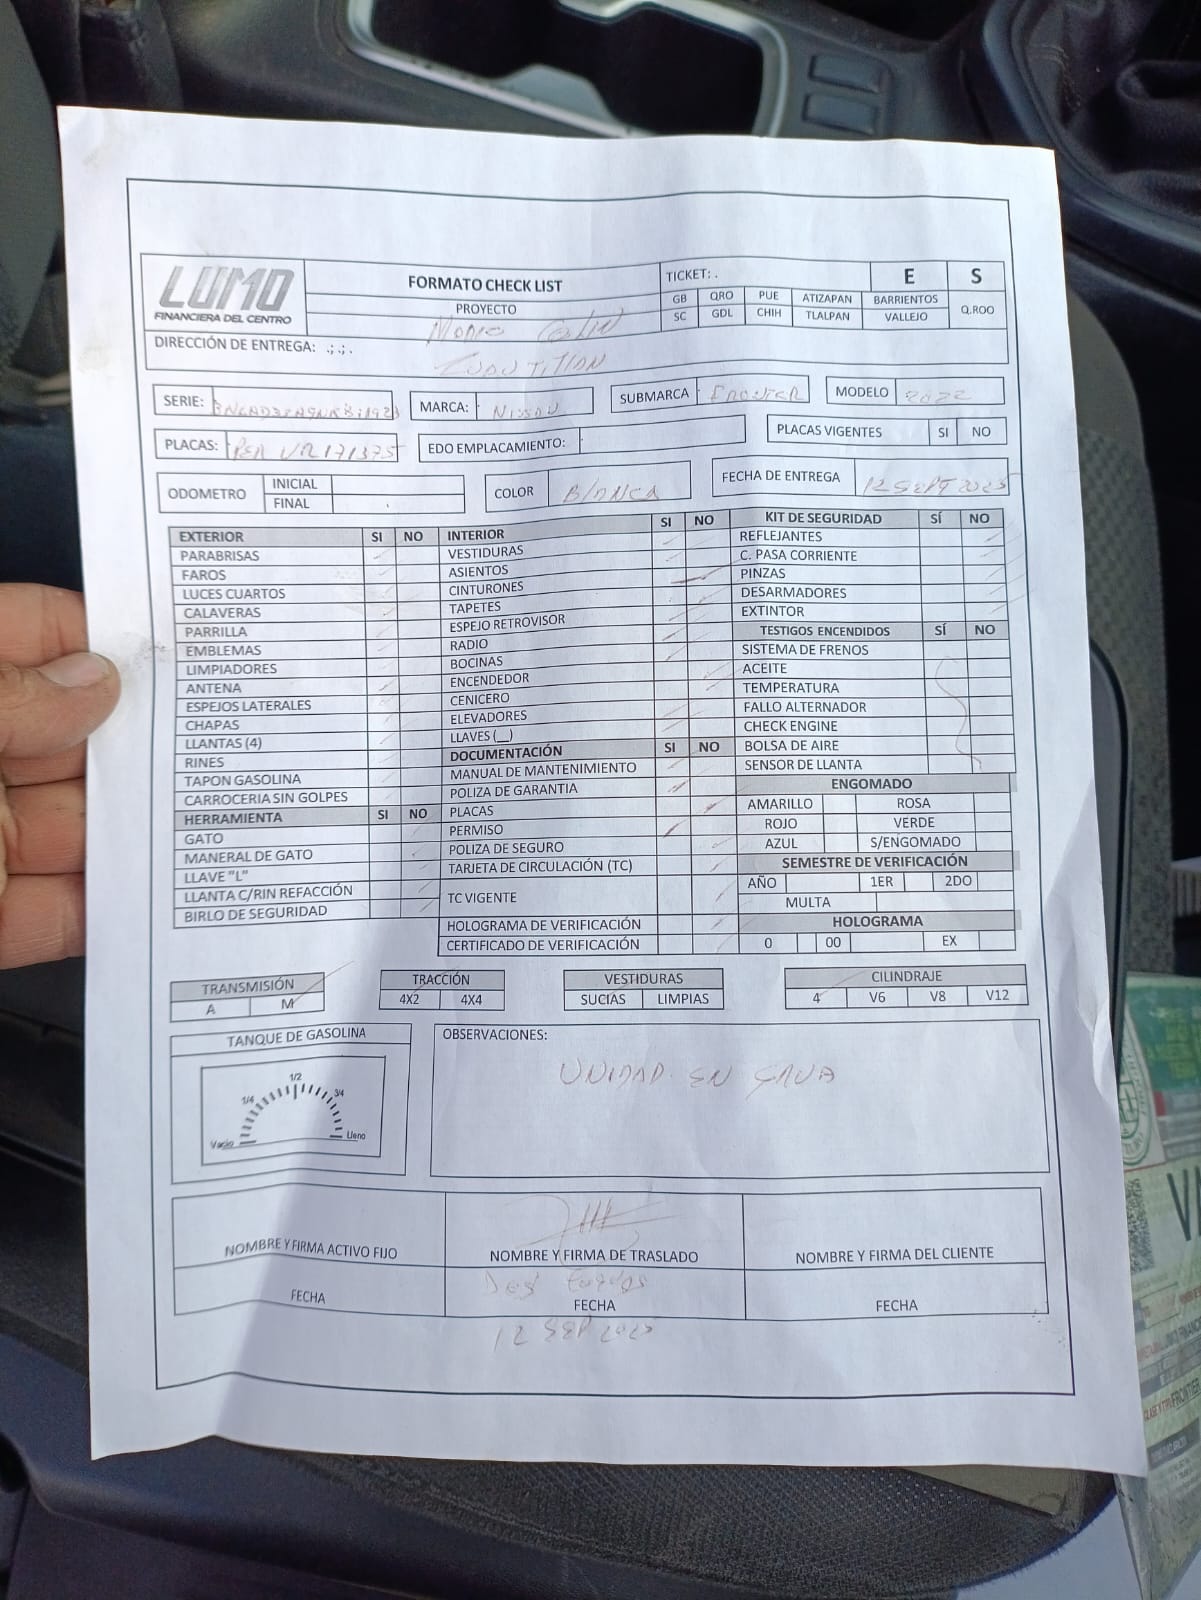 LUMO
FINANCIERA DEL CENTRO
FORMATO CHECK LIST
PROYECTO
TICKET: .
E
S
GB QRO PUE ATIZAPAN BARRIENTOS
SC GDL CHIH TLALPAN VALLEJO
Q.ROO
DIRECCIÓN DE ENTREGA: .;.;.
SERIE:
MARCA: Nissan
SUBMARCA
MODELO 2022
PLACAS: PER VR171375
EDO EMPLACAMIENTO:
PLACAS VIGENTES SI NO
ODOMETRO
INICIAL
FINAL
COLOR Blanca
FECHA DE ENTREGA 12 SEPT 2025
EXTERIOR SI NO
PARABRISAS
FAROS
LUCES CUARTOS
CALAVERAS
PARRILLA
EMBLEMAS
LIMPIADORES
ANTENA
ESPEJOS LATERALES
CHAPAS
LLANTAS (4)
RINES
TAPON GASOLINA
CARROCERIA SIN GOLPES
HERRAMIENTA SI NO
GATO
MANERAL DE GATO
LLAVE "L"
LLANTA C/RIN REFACCIÓN
BIRLO DE SEGURIDAD
INTERIOR SI NO
VESTIDURAS
ASIENTOS
CINTURONES
TAPETES
ESPEJO RETROVISOR
RADIO
BOCINAS
ENCENDEDOR
CENICERO
ELEVADORES
LLAVES (__)
DOCUMENTACIÓN SI NO
MANUAL DE MANTENIMIENTO
POLIZA DE GARANTIA
PLACAS
PERMISO
POLIZA DE SEGURO
TARJETA DE CIRCULACIÓN (TC)
TC VIGENTE
HOLOGRAMA DE VERIFICACIÓN
CERTIFICADO DE VERIFICACIÓN
KIT DE SEGURIDAD SÍ NO
REFLEJANTES
C. PASA CORRIENTE
PINZAS
DESARMADORES
EXTINTOR
TESTIGOS ENCENDIDOS SÍ NO
SISTEMA DE FRENOS
ACEITE
TEMPERATURA
FALLO ALTERNADOR
CHECK ENGINE
BOLSA DE AIRE
SENSOR DE LLANTA
ENGOMADO
AMARILLO ROSA
ROJO VERDE
AZUL S/ENGOMADO
SEMESTRE DE VERIFICACIÓN
AÑO 1ER 2DO
MULTA
HOLOGRAMA
0 00 EX
TRANSMISIÓN
A M
TRACCIÓN
4X2 4X4
VESTIDURAS
SUCIAS LIMPIAS
CILINDRAJE
4 V6 V8 V12
TANQUE DE GASOLINA
Vacio 1/4 1/2 3/4 Lleno
OBSERVACIONES:
UNIDAD EN
NOMBRE Y FIRMA ACTIVO FIJO
NOMBRE Y FIRMA DE TRASLADO
NOMBRE Y FIRMA DEL CLIENTE
FECHA
FECHA
FECHA
12 SEP 2025
FRONTIER